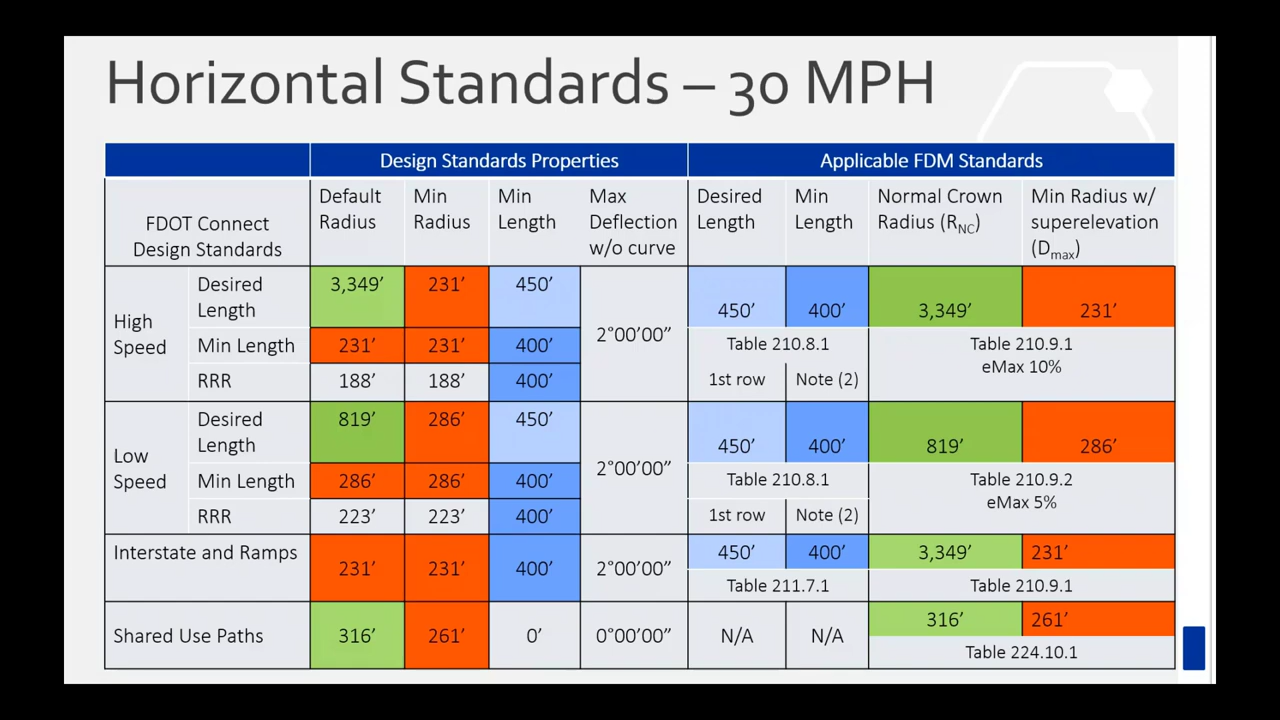 Horizontal Standards – 30 MPH
Design Standards Properties
Applicable FDM Standards
FDOT Connect
Design Standards
Default
Radius
Min
Radius
Min
Length
Max
Deflection
w/o curve
Desired
Length
Min
Length
Normal Crown
Radius (RNC)
Min Radius w/
superelevation
(Dmax)
High
Speed
Desired
Length
3,349’
231’
450’
2°00’00”
450’
400’
3,349’
231’
Min Length
231’
231’
400’
Table 210.8.1
Table 210.9.1
eMax 10%
RRR
188’
188’
400’
1st row
Note (2)
Low
Speed
Desired
Length
819’
286’
450’
2°00’00”
450’
400’
819’
286’
Min Length
286’
286’
400’
Table 210.8.1
Table 210.9.2
eMax 5%
RRR
223’
223’
400’
1st row
Note (2)
Interstate and Ramps
231’
231’
400’
2°00’00”
450’
400’
3,349’
231’
Table 211.7.1
Table 210.9.1
Shared Use Paths
316’
261’
0’
0°00’00”
N/A
N/A
316’
261’
Table 224.10.1